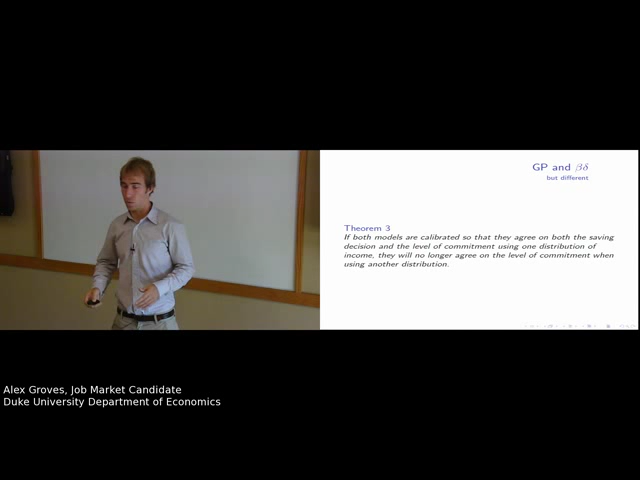 GP and βδ
but different
Theorem 3
If both models are calibrated so that they agree on both the saving
decision and the level of commitment using one distribution of
income, they will no longer agree on the level of commitment when
using another distribution.
Alex Groves, Job Market Candidate
Duke University Department of Economics